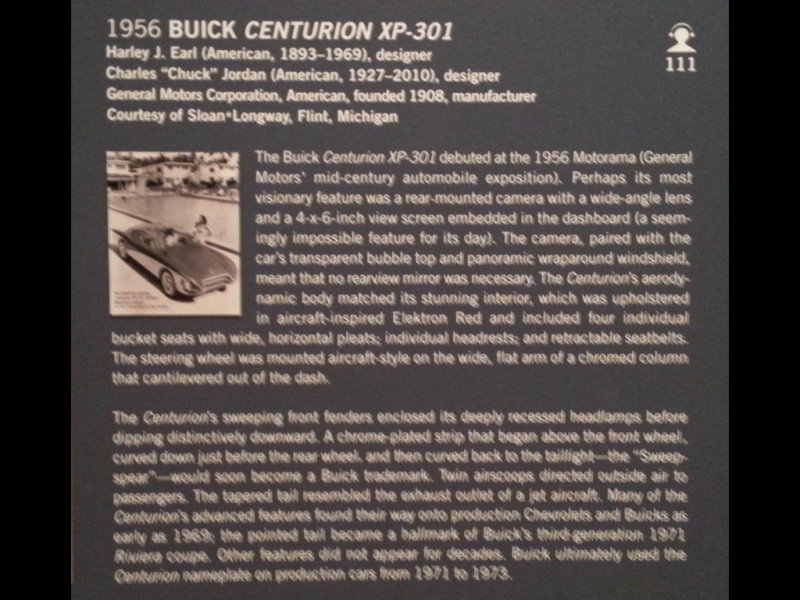 1956 BUICK CENTURION XP-301
Harley J. Earl (American, 1893–1969), designer
Charles “Chuck” Jordan (American, 1927–2010), designer
General Motors Corporation, American, founded 1908, manufacturer
Courtesy of Sloan*Longway, Flint, Michigan
111
The Buick Centurion XP-301 debuted at the 1956 Motorama (General
Motors’ mid-century automobile exposition). Perhaps its most
visionary feature was a rear-mounted camera with a wide-angle lens
and a 4-x-6-inch view screen embedded in the dashboard (a seem-
ingly impossible feature for its day). The camera, paired with the
car’s transparent bubble top and panoramic wraparound windshield,
meant that no rearview mirror was necessary. The Centurion’s aerody-
namic body matched its stunning interior, which was upholstered
in aircraft-inspired Elektron Red and included four individual
bucket seats with wide, horizontal pleats; individual headrests; and retractable seatbelts.
The steering wheel was mounted aircraft-style on the wide, flat arm of a chromed column
that cantilevered out of the dash.
The Centurion’s sweeping front fenders enclosed its deeply recessed headlamps before
dipping distinctively downward. A chrome-plated strip that began above the front wheel,
curved down just before the rear wheel, and then curved back to the taillight—the “Sweep-
spear”—would soon become a Buick trademark. Twin airscoops directed outside air to
passengers. The tapered tail resembled the exhaust outlet of a jet aircraft. Many of the
Centurion’s advanced features found their way onto production Chevrolets and Buicks as
early as 1969; the pointed tail became a hallmark of Buick’s third-generation 1971
Riviera coupe. Other features did not appear for decades. Buick ultimately used the
Centurion nameplate on production cars from 1971 to 1973.